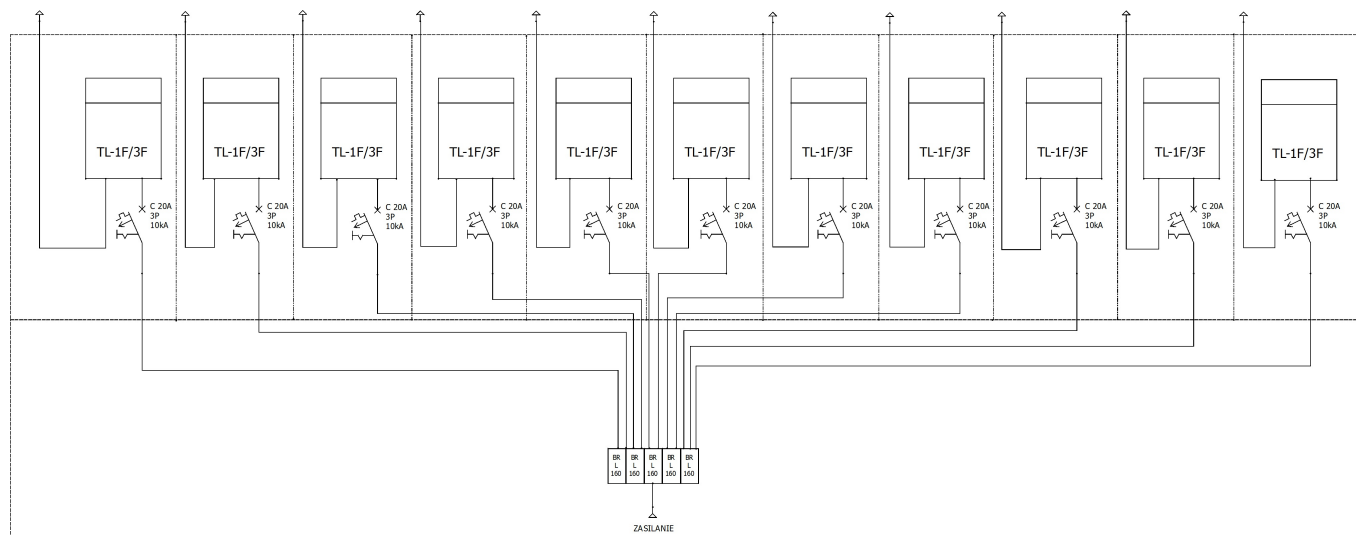 TL-1F/3F
TL-1F/3F
TL-1F/3F
TL-1F/3F
TL-1F/3F
TL-1F/3F
TL-1F/3F
TL-1F/3F
TL-1F/3F
TL-1F/3F
TL-1F/3F
C 20A
3P
10kA
C 20A
3P
10kA
C 20A
3P
10kA
C 20A
3P
10kA
C 20A
3P
10kA
C 20A
3P
10kA
C 20A
3P
10kA
C 20A
3P
10kA
C 20A
3P
10kA
C 20A
3P
10kA
C 20A
3P
10kA
BR
L
160
BR
L
160
BR
L
160
BR
L
160
BR
L
160
ZASILANIE